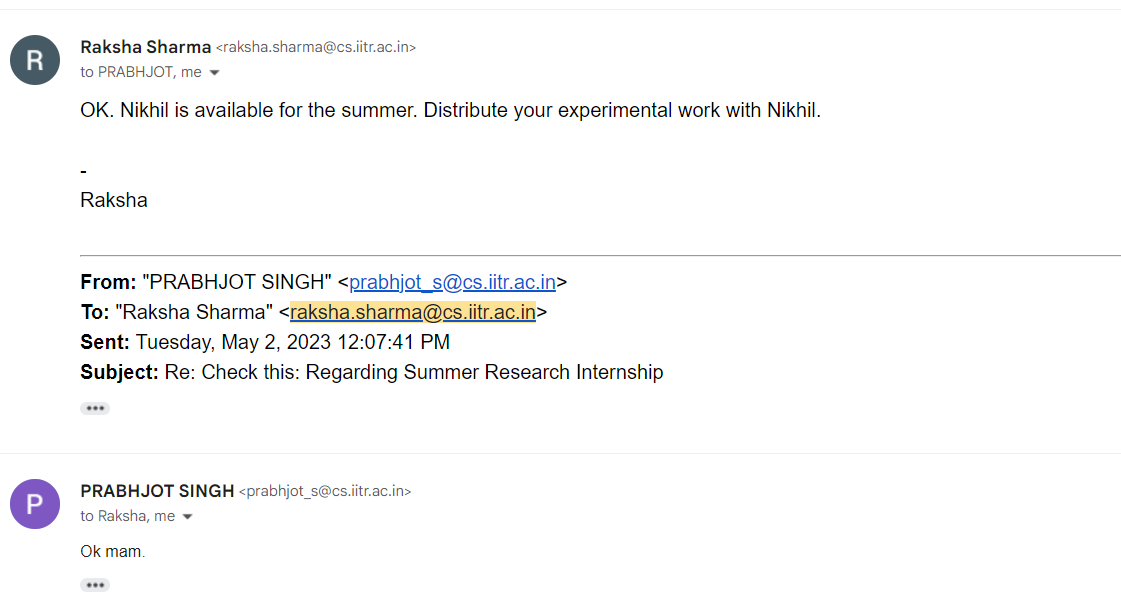 R
Raksha Sharma <raksha.sharma@cs.iitr.ac.in>
to PRABHJOT, me
OK. Nikhil is available for the summer. Distribute your experimental work with Nikhil.
-
Raksha
From: "PRABHJOT SINGH" <prabhjot_s@cs.iitr.ac.in>
To: "Raksha Sharma" <raksha.sharma@cs.iitr.ac.in>
Sent: Tuesday, May 2, 2023 12:07:41 PM
Subject: Re: Check this: Regarding Summer Research Internship
P
PRABHJOT SINGH <prabhjot_s@cs.iitr.ac.in>
to Raksha, me
Ok mam.